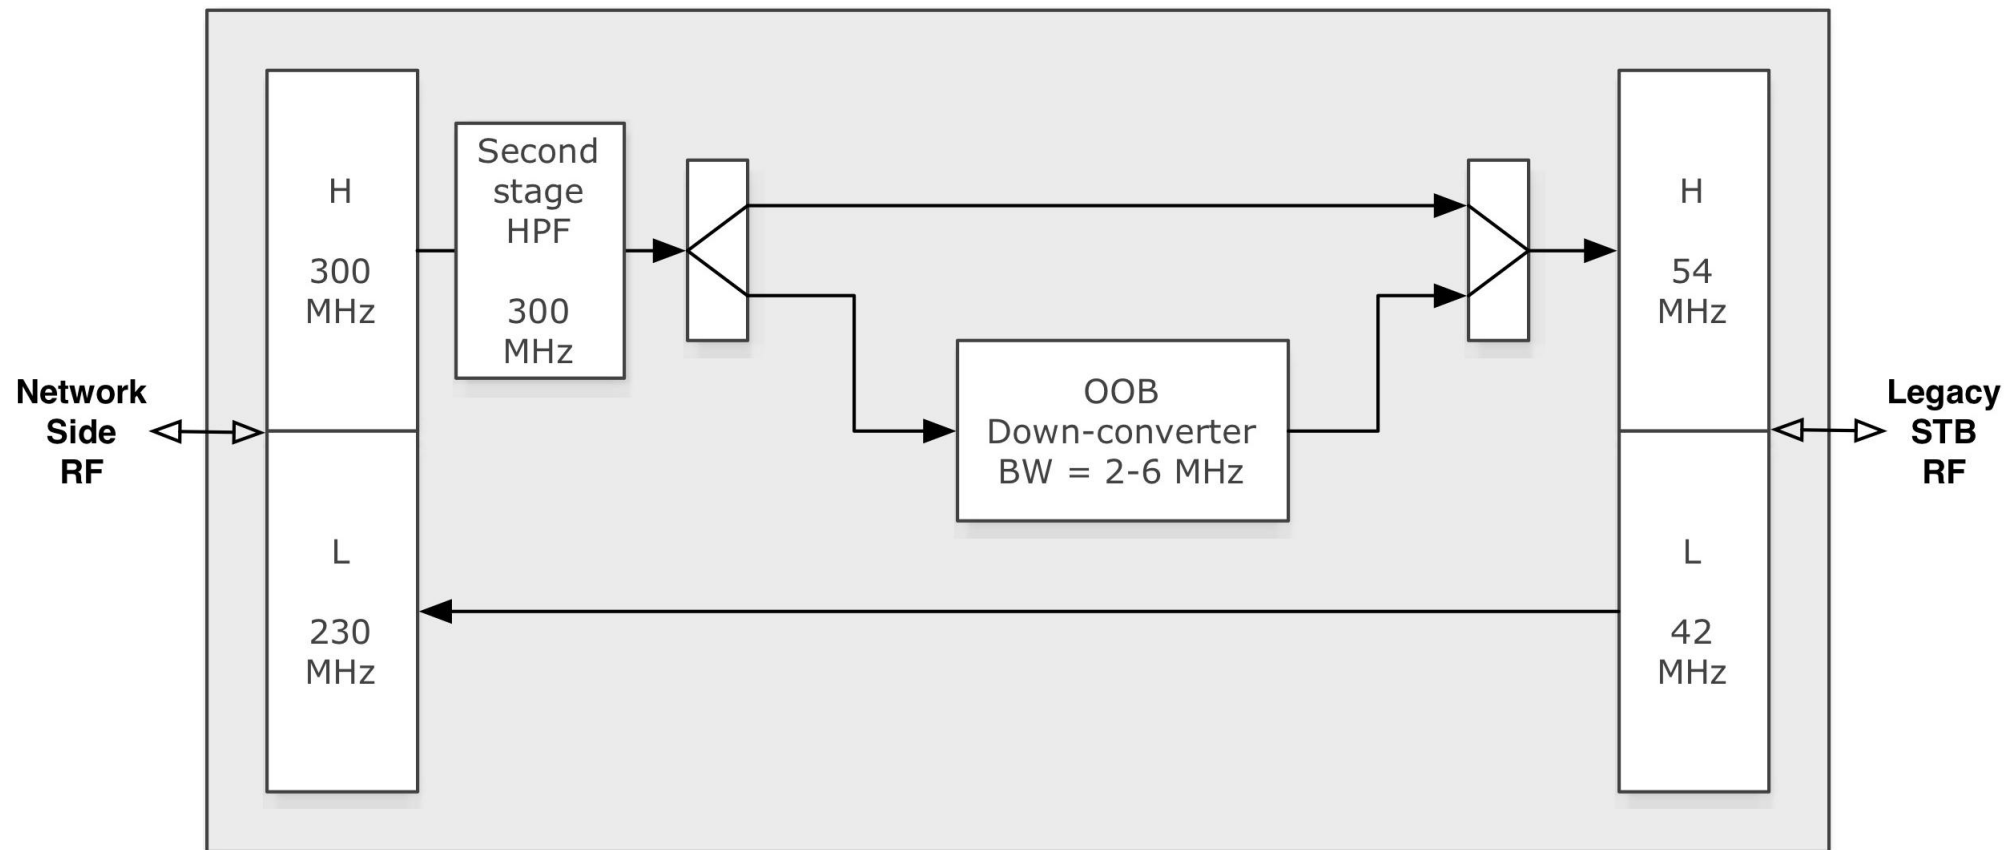 Network
Side
RF
H
300
MHz
L
230
MHz
Second
stage
HPF
300
MHz
OOB
Down-converter
BW = 2-6 MHz
H
54
MHz
L
42
MHz
Legacy
STB
RF